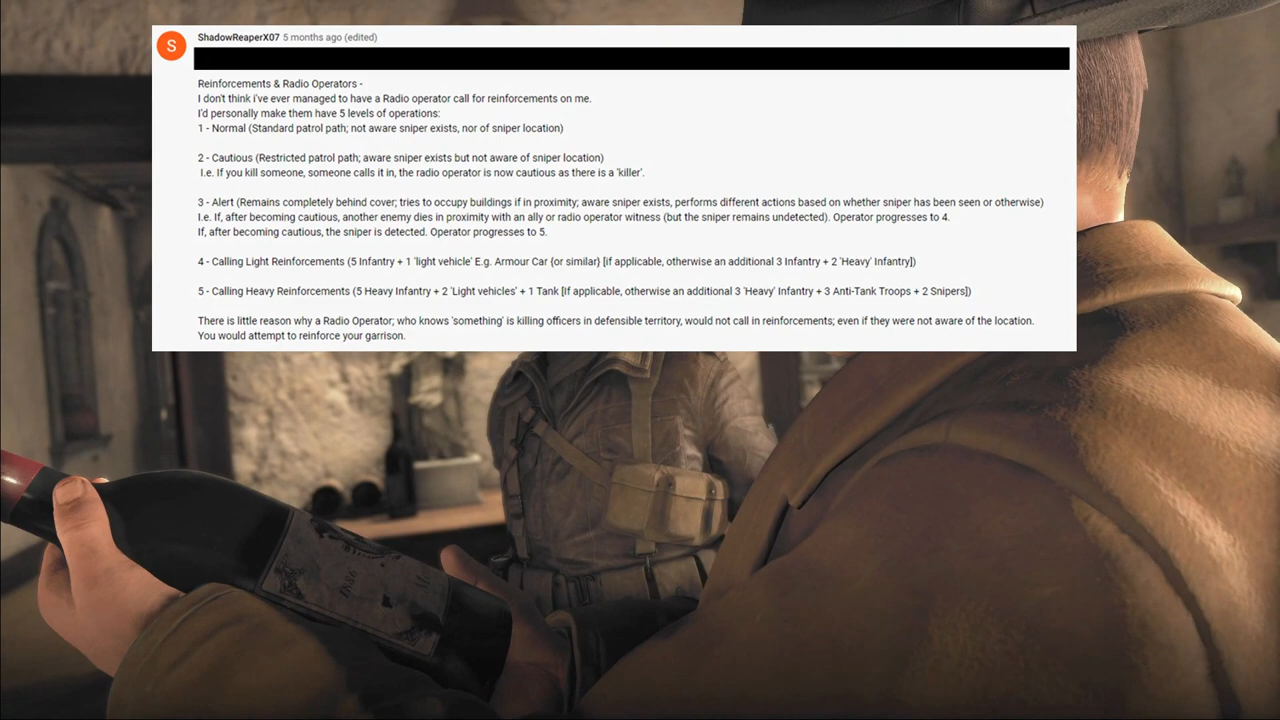 S
ShadowReaperX07 5 months ago (edited)
Reinforcements & Radio Operators -
I don't think i've ever managed to have a Radio operator call for reinforcements on me.
I'd personally make them have 5 levels of operations:
1 - Normal (Standard patrol path; not aware sniper exists, nor of sniper location)
2 - Cautious (Restricted patrol path; aware sniper exists but not aware of sniper location)
I.e. If you kill someone, someone calls it in, the radio operator is now cautious as there is a 'killer'.
3 - Alert (Remains completely behind cover; tries to occupy buildings if in proximity; aware sniper exists, performs different actions based on whether sniper has been seen or otherwise)
I.e. If, after becoming cautious, another enemy dies in proximity with an ally or radio operator witness (but the sniper remains undetected). Operator progresses to 4.
If, after becoming cautious, the sniper is detected. Operator progresses to 5.
4 - Calling Light Reinforcements (5 Infantry + 1 'light vehicle' E.g. Armour Car {or similar} [if applicable, otherwise an additional 3 Infantry + 2 'Heavy' Infantry])
5 - Calling Heavy Reinforcements (5 Heavy Infantry + 2 'Light vehicles' + 1 Tank [If applicable, otherwise an additional 3 'Heavy' Infantry + 3 Anti-Tank Troops + 2 Snipers])
There is little reason why a Radio Operator; who knows 'something' is killing officers in defensible territory, would not call in reinforcements; even if they were not aware of the location.
You would attempt to reinforce your garrison.
1886